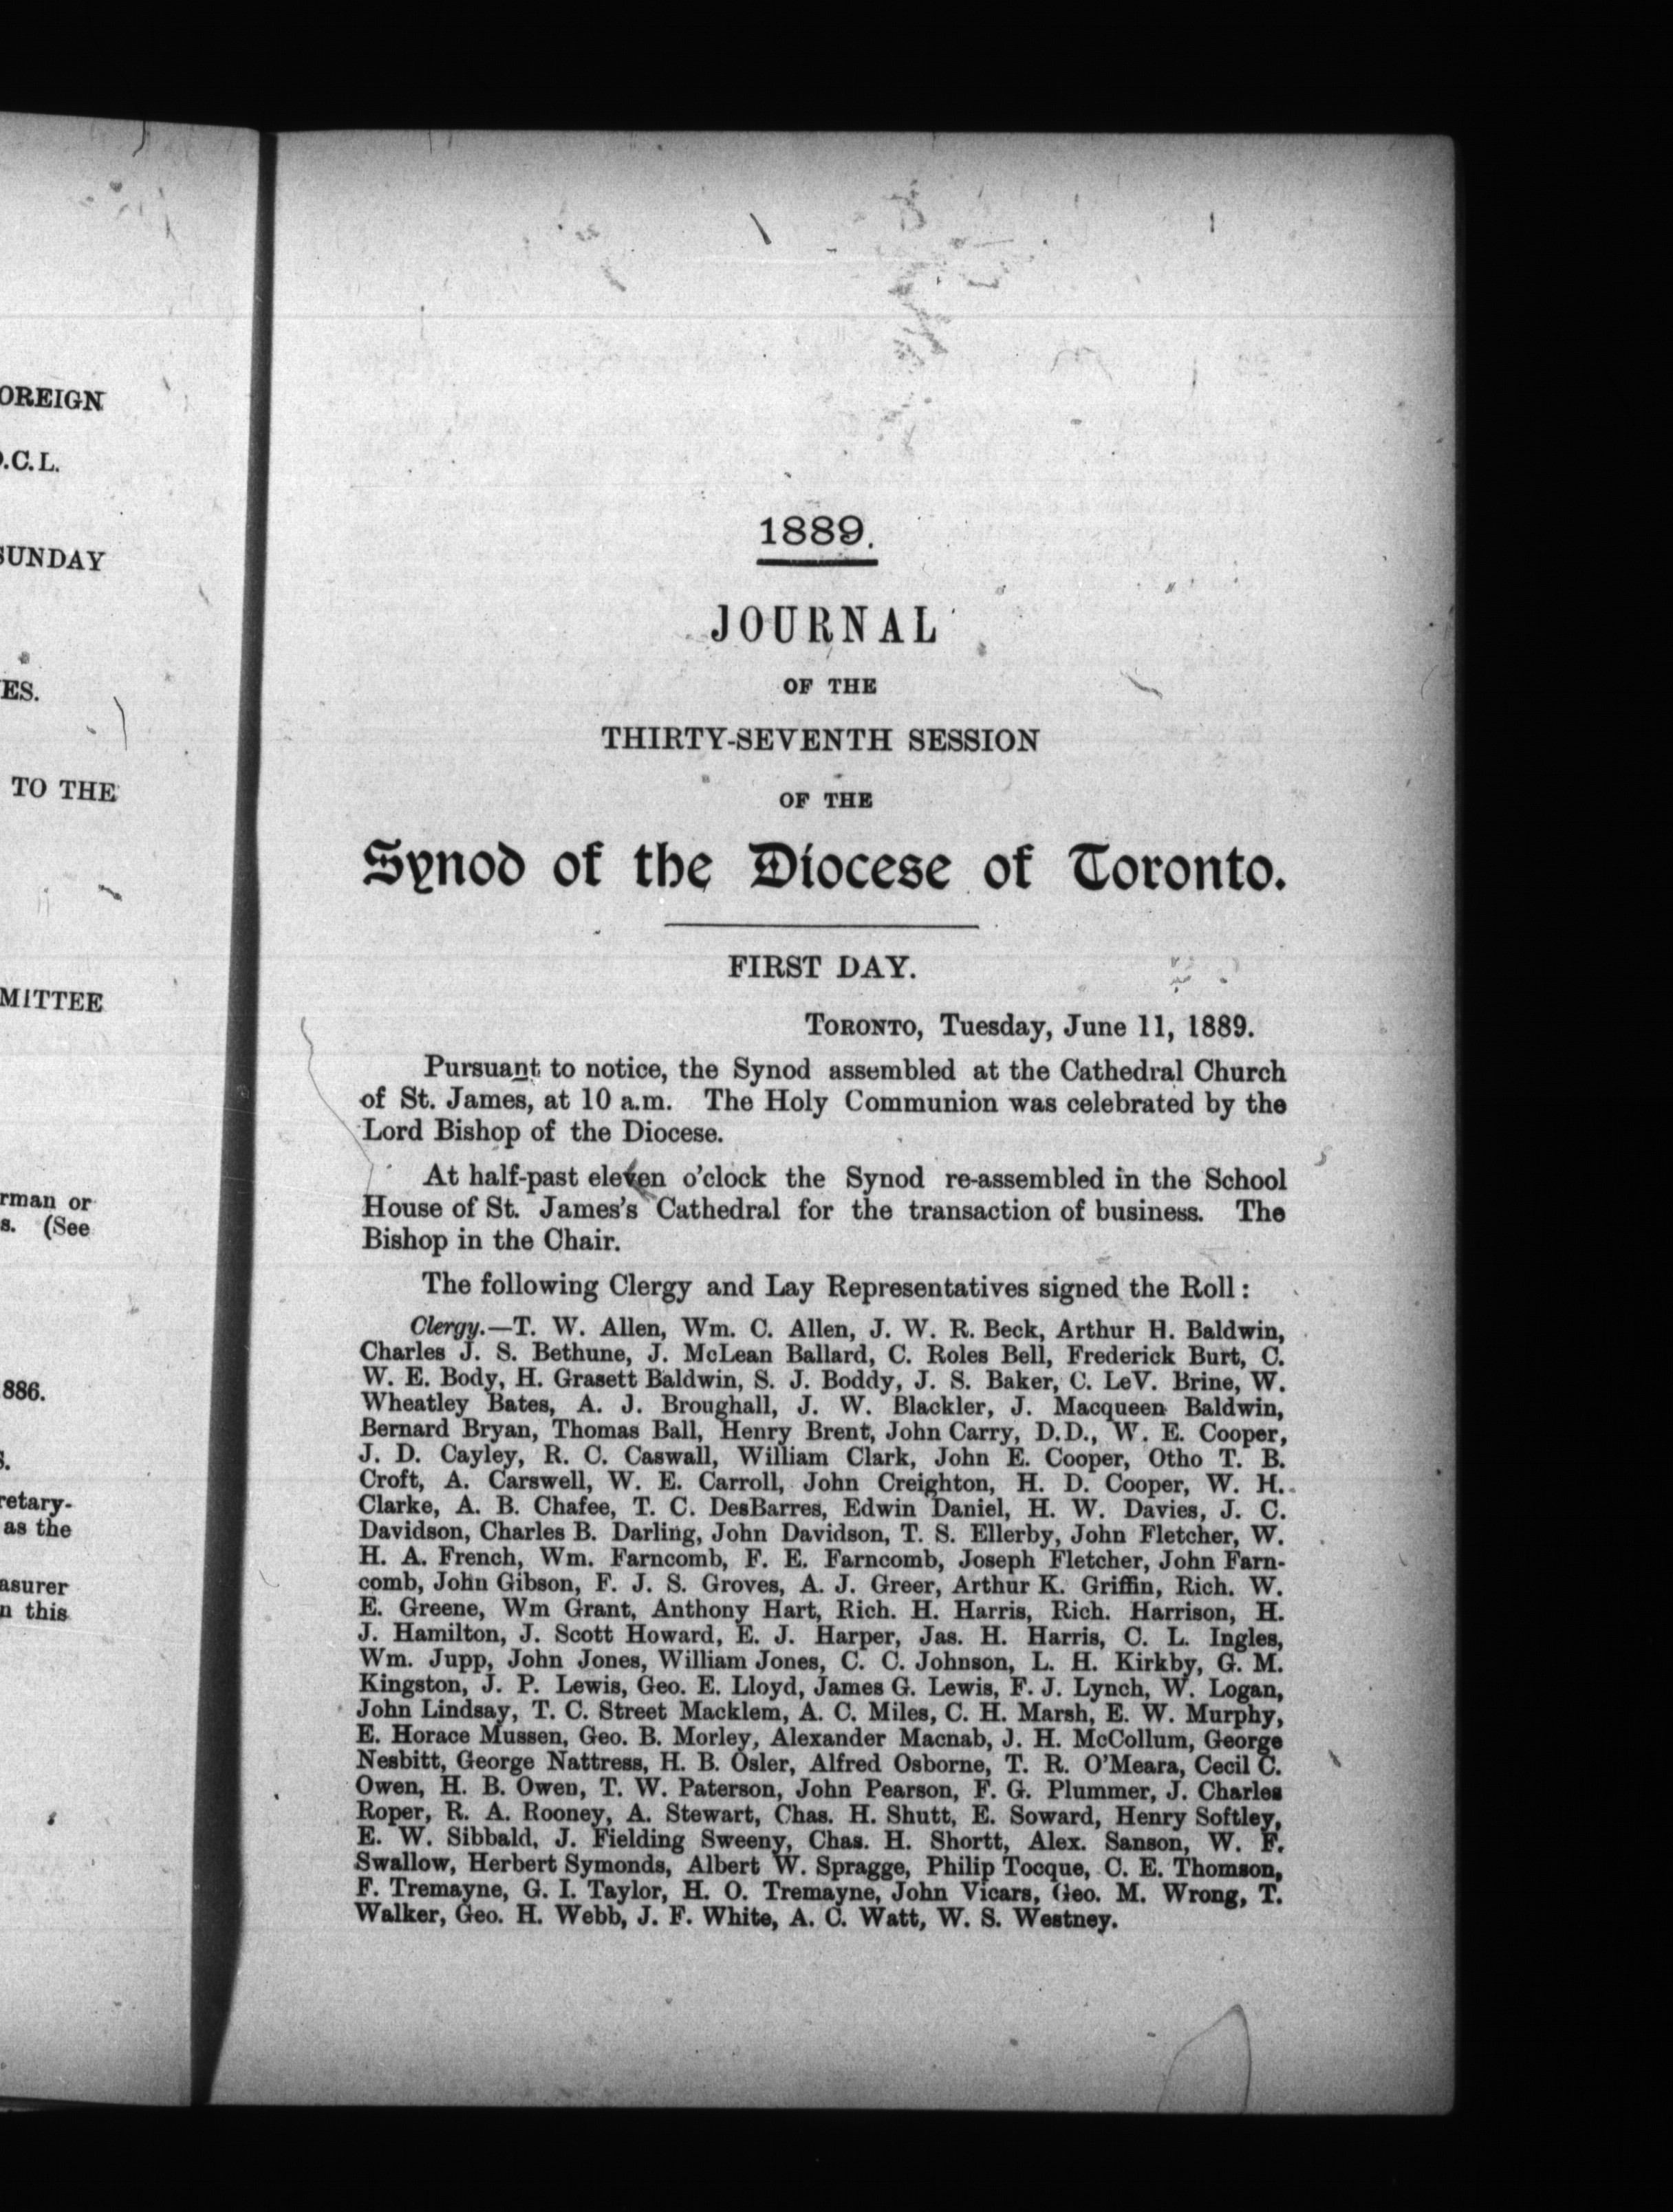 OREIGN
.C.L.
SUNDAY
ES.
TO THE
MITTEE
rman or
s. (See
886.
s.
retary-
as the
asurer
n this
1889.
JOURNAL
OF THE
THIRTY-SEVENTH SESSION
OF THE
Synod of the Diocese of Toronto.
FIRST DAY.
TORONTO, Tuesday, June 11, 1889.
Pursuant to notice, the Synod assembled at the Cathedral Church
of St. James, at 10 a.m. The Holy Communion was celebrated by the
Lord Bishop of the Diocese.
At half-past eleven o'clock the Synod re-assembled in the School
House of St. James's Cathedral for the transaction of business. The
Bishop in the Chair.
The following Clergy and Lay Representatives signed the Roll:
Clergy.—T. W. Allen, Wm. C. Allen, J. W. R. Beck, Arthur H. Baldwin,
Charles J. S. Bethune, J. McLean Ballard, C. Roles Bell, Frederick Burt, C.
W. E. Body, H. Grasett Baldwin, S. J. Boddy, J. S. Baker, C. LeV. Brine, W.
Wheatley Bates, A. J. Broughall, J. W. Blackler, J. Macqueen Baldwin,
Bernard Bryan, Thomas Ball, Henry Brent, John Carry, D.D., W. E. Cooper,
J. D. Cayley, R. C. Caswall, William Clark, John E. Cooper, Otho T. B.
Croft, A. Carswell, W. E. Carroll, John Creighton, H. D. Cooper, W. H.
Clarke, A. B. Chafee, T. C. DesBarres, Edwin Daniel, H. W. Davies, J. C.
Davidson, Charles B. Darling, John Davidson, T. S. Ellerby, John Fletcher, W.
H. A. French, Wm. Farncomb, F. E. Farncomb, Joseph Fletcher, John Farn-
comb, John Gibson, F. J. S. Groves, A. J. Greer, Arthur K. Griffin, Rich. W.
E. Greene, Wm Grant, Anthony Hart, Rich. H. Harris, Rich. Harrison, H.
J. Hamilton, J. Scott Howard, E. J. Harper, Jas. H. Harris, C. L. Ingles,
Wm. Jupp, John Jones, William Jones, C. C. Johnson, L. H. Kirkby, G. M.
Kingston, J. P. Lewis, Geo. E. Lloyd, James G. Lewis, F. J. Lynch, W. Logan,
John Lindsay, T. C. Street Macklem, A. C. Miles, C. H. Marsh, E. W. Murphy,
E. Horace Mussen, Geo. B. Morley, Alexander Macnab, J. H. McCollum, George
Nesbitt, George Nattress, H. B. Osler, Alfred Osborne, T. R. O'Meara, Cecil C.
Owen, H. B. Owen, T. W. Paterson, John Pearson, F. G. Plummer, J. Charles
Roper, R. A. Rooney, A. Stewart, Chas. H. Shutt, E. Soward, Henry Softley,
E. W. Sibbald, J. Fielding Sweeny, Chas. H. Shortt, Alex. Sanson, W. F.
Swallow, Herbert Symonds, Albert W. Spragge, Philip Tocque, C. E. Thomson,
F. Tremayne, G. I. Taylor, H. O. Tremayne, John Vicars, Geo. M. Wrong, T.
Walker, Geo. H. Webb, J. F. White, A. C. Watt, W. S. Westney.